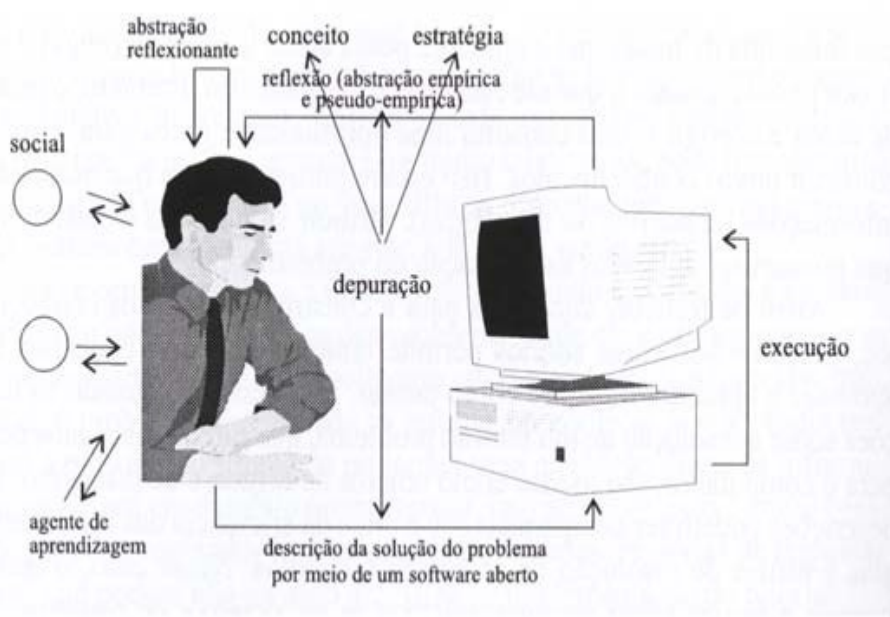 abstração
reflexionante
conceito
estratégia
reflexão (abstração empírica
e pseudo-empírica)
social
depuração
execução
agente de
aprendizagem
descrição da solução do problema
por meio de um software aberto